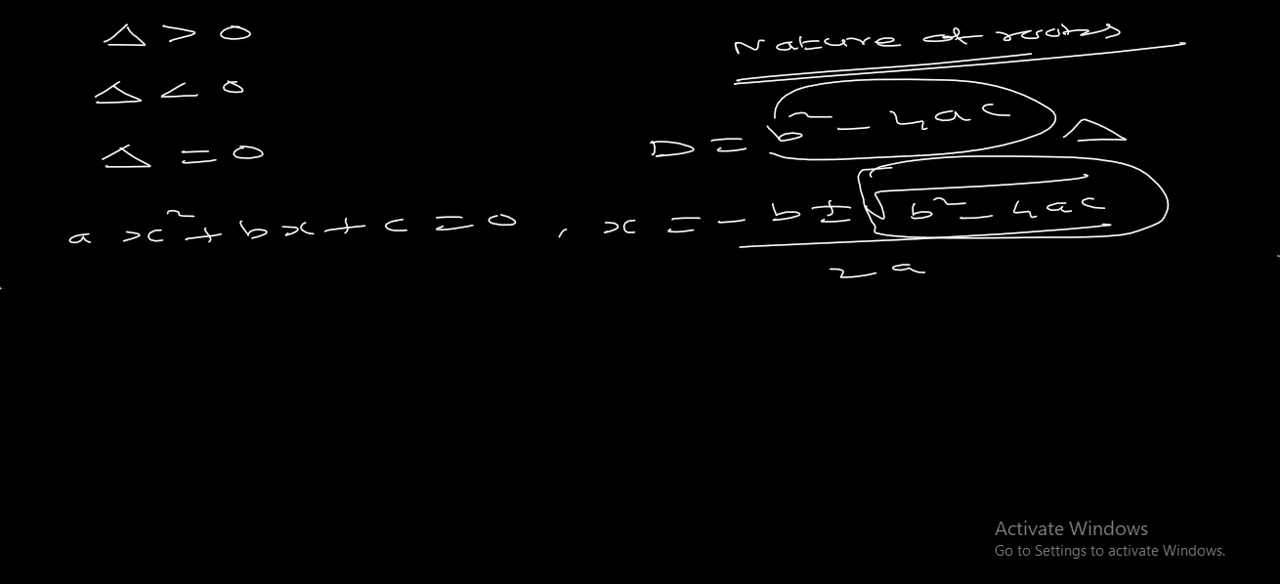 Δ > 0
Nature of roots
Δ < 0
D = b² - 4ac Δ
Δ = 0
ax² + bx + c = 0 , x = -b ± √b² - 4ac
2a
Activate Windows
Go to Settings to activate Windows.